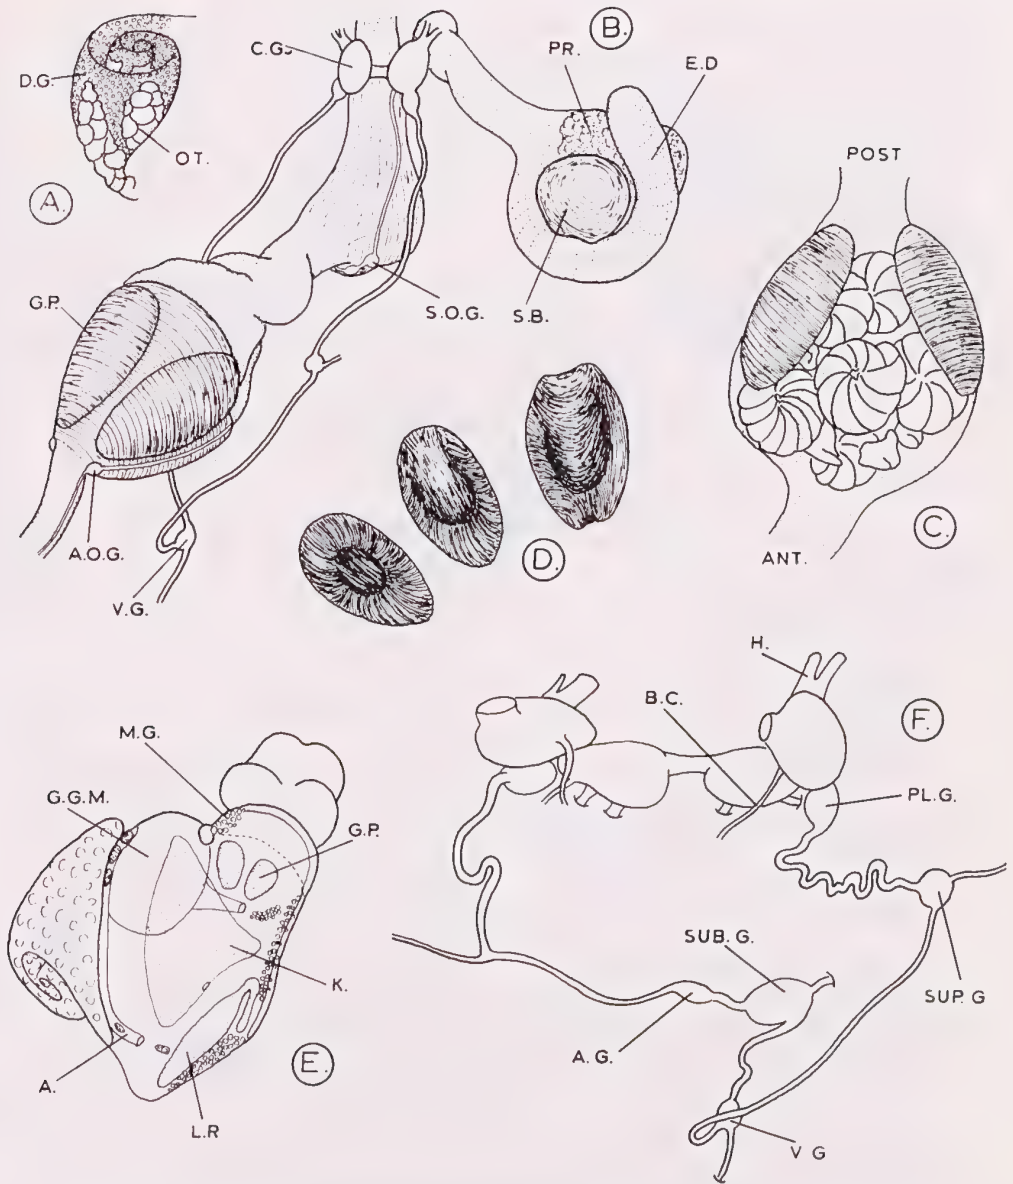 D.G.
OT.
A.
C.G.
B.
PR.
E.D
S.O.G.
S.B.
G.P.
A.O.G.
V.G.
POST
ANT.
C.
D.
M.G.
G.G.M.
G.P.
K.
A.
L.R
E.
H.
B.C.
F.
PL.G.
SUB. G.
SUP. G
A. G.
V G